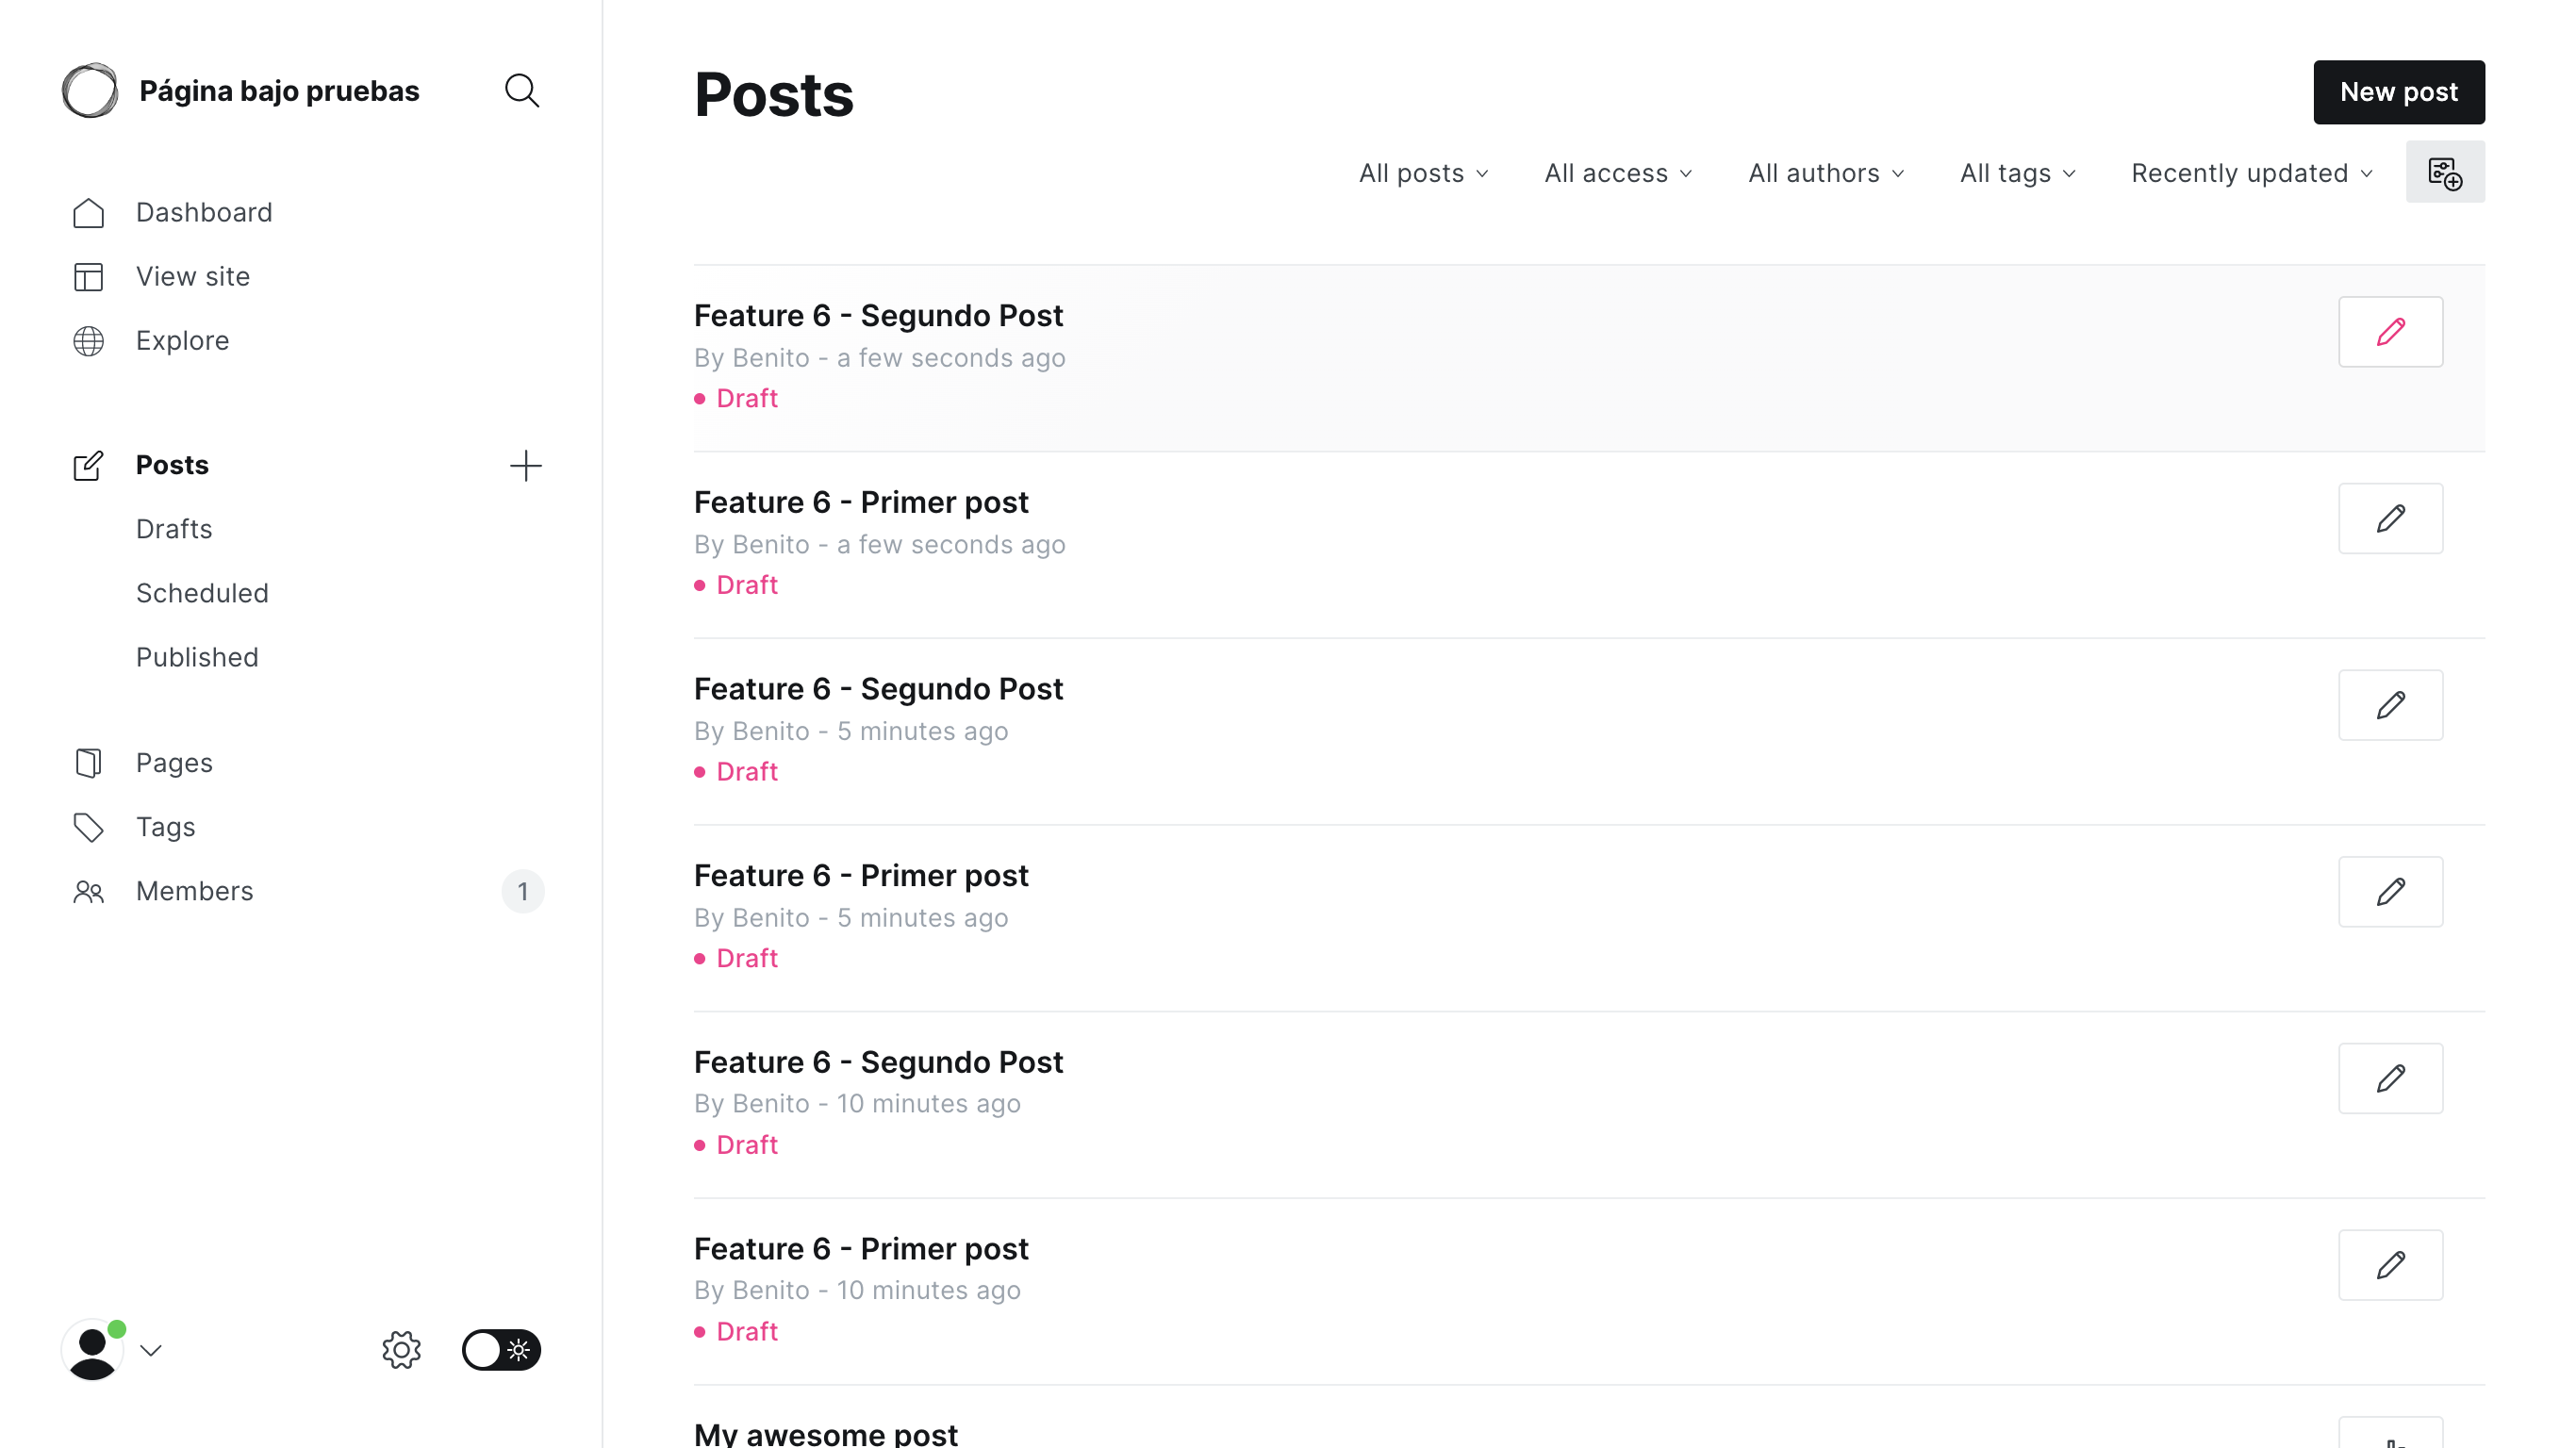 Página bajo pruebas
Dashboard
View site
Explore
Posts
Drafts
Scheduled
Published
Pages
Tags
Members
1
Posts
New post
All posts
All access
All authors
All tags
Recently updated
Feature 6 - Segundo Post
By Benito - a few seconds ago
Draft
Feature 6 - Primer post
By Benito - a few seconds ago
Draft
Feature 6 - Segundo Post
By Benito - 5 minutes ago
Draft
Feature 6 - Primer post
By Benito - 5 minutes ago
Draft
Feature 6 - Segundo Post
By Benito - 10 minutes ago
Draft
Feature 6 - Primer post
By Benito - 10 minutes ago
Draft
My awesome post